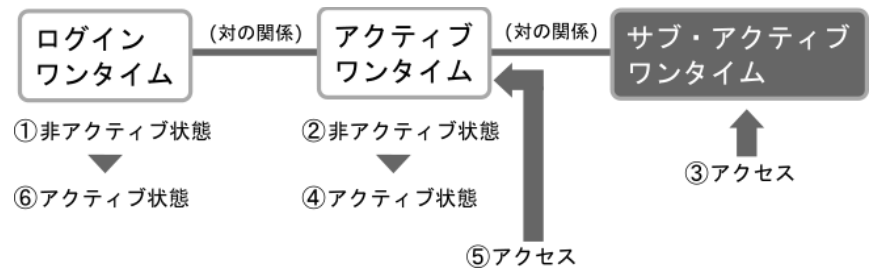 ログイン
ワンタイム
(対の関係)
アクティブ
ワンタイム
(対の関係)
サブ・アクティブ
ワンタイム
①非アクティブ状態
②非アクティブ状態
③アクセス
⑥アクティブ状態
④アクティブ状態
⑤アクセス